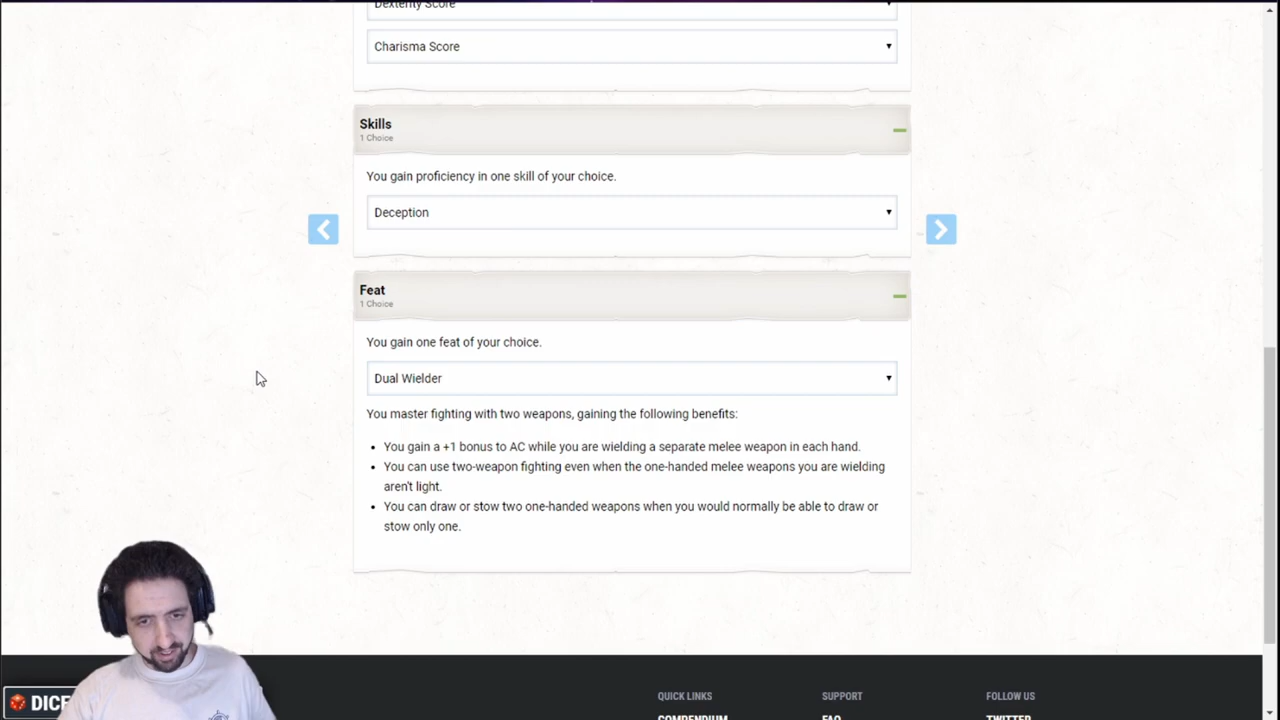 Dexterity Score
Charisma Score
Skills
1 Choice
You gain proficiency in one skill of your choice.
Deception
Feat
1 Choice
You gain one feat of your choice.
Dual Wielder
You master fighting with two weapons, gaining the following benefits:
You gain a +1 bonus to AC while you are wielding a separate melee weapon in each hand.
You can use two-weapon fighting even when the one-handed melee weapons you are wielding
aren't light.
You can draw or stow two one-handed weapons when you would normally be able to draw or
stow only one.
QUICK LINKS
SUPPORT
FOLLOW US
DICE
COMPENDIUM
FAQ
TWITTER